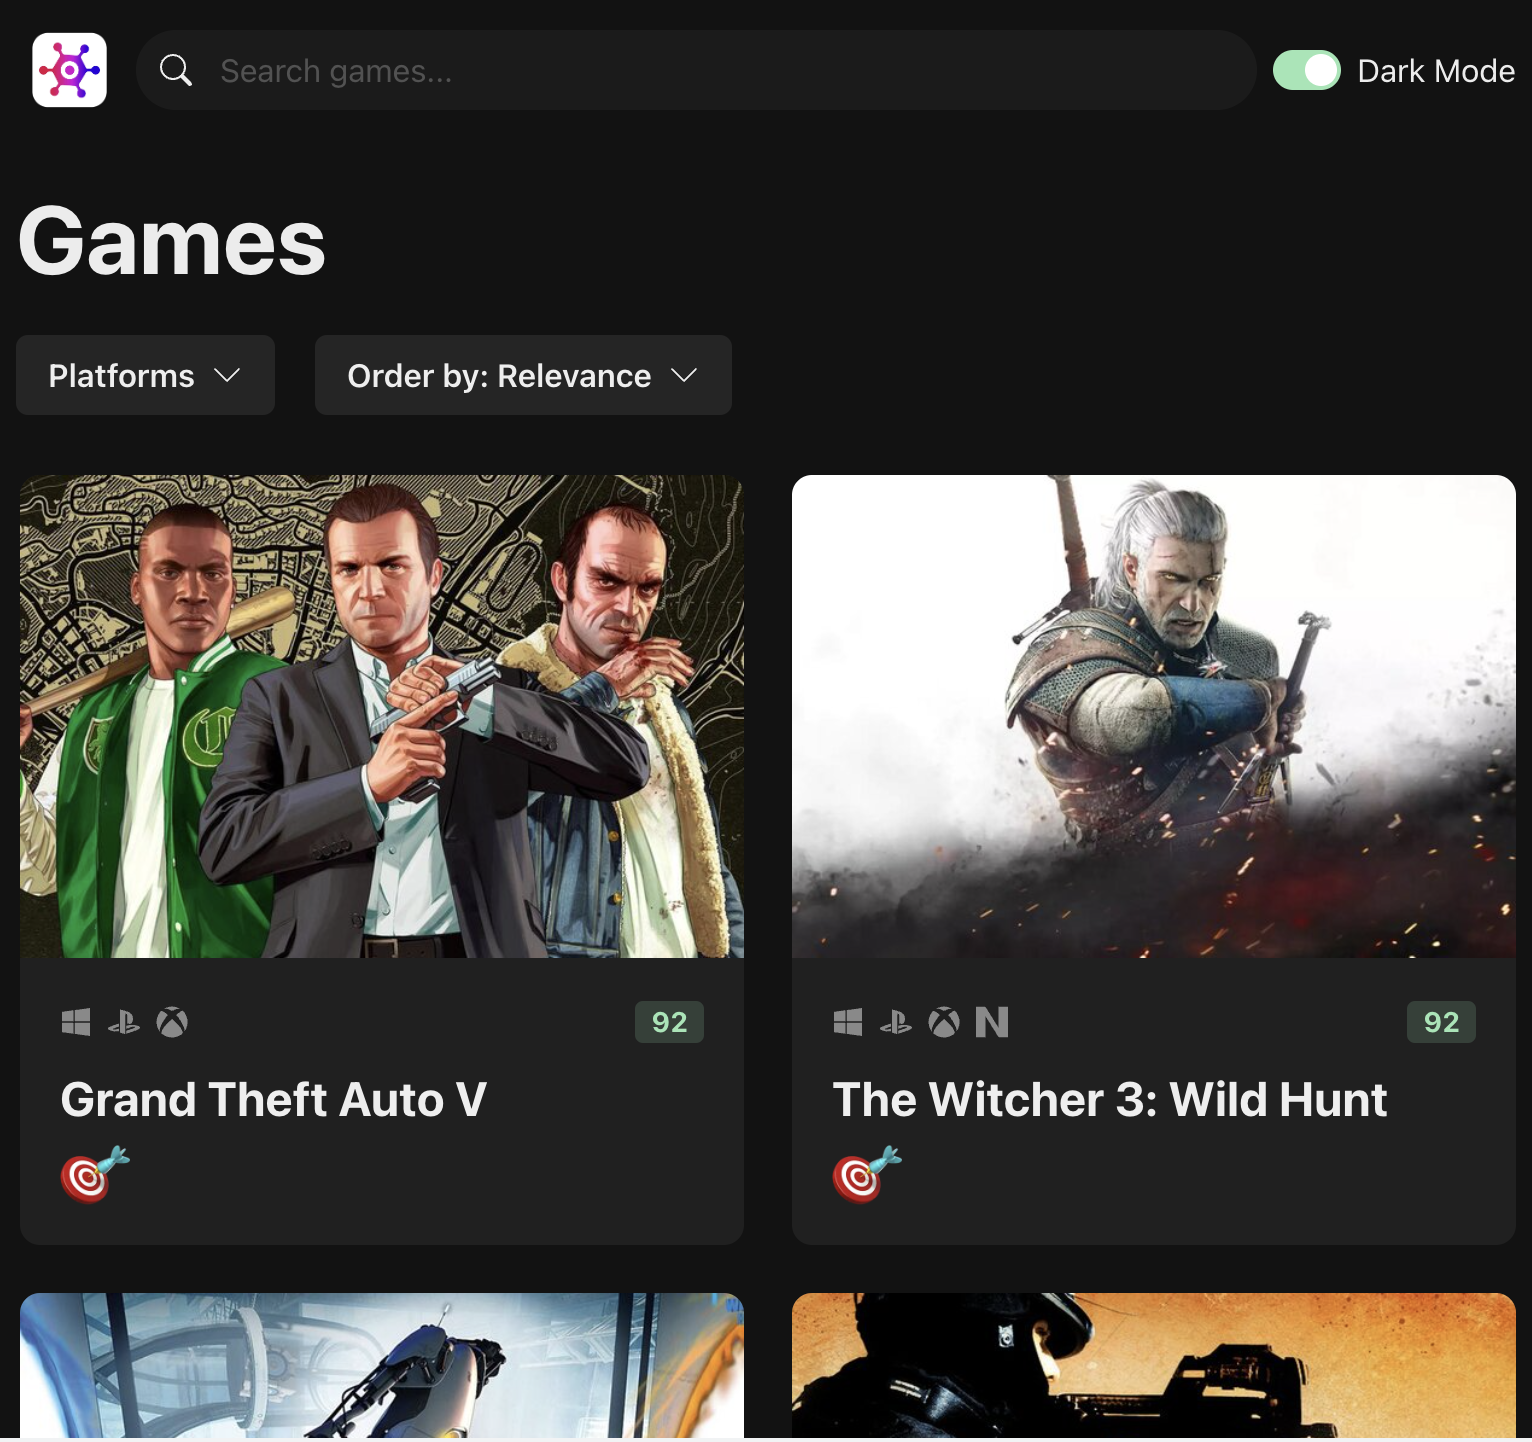 Search games...
Dark Mode
Games
Platforms
Order by: Relevance
92
Grand Theft Auto V
92
The Witcher 3: Wild Hunt